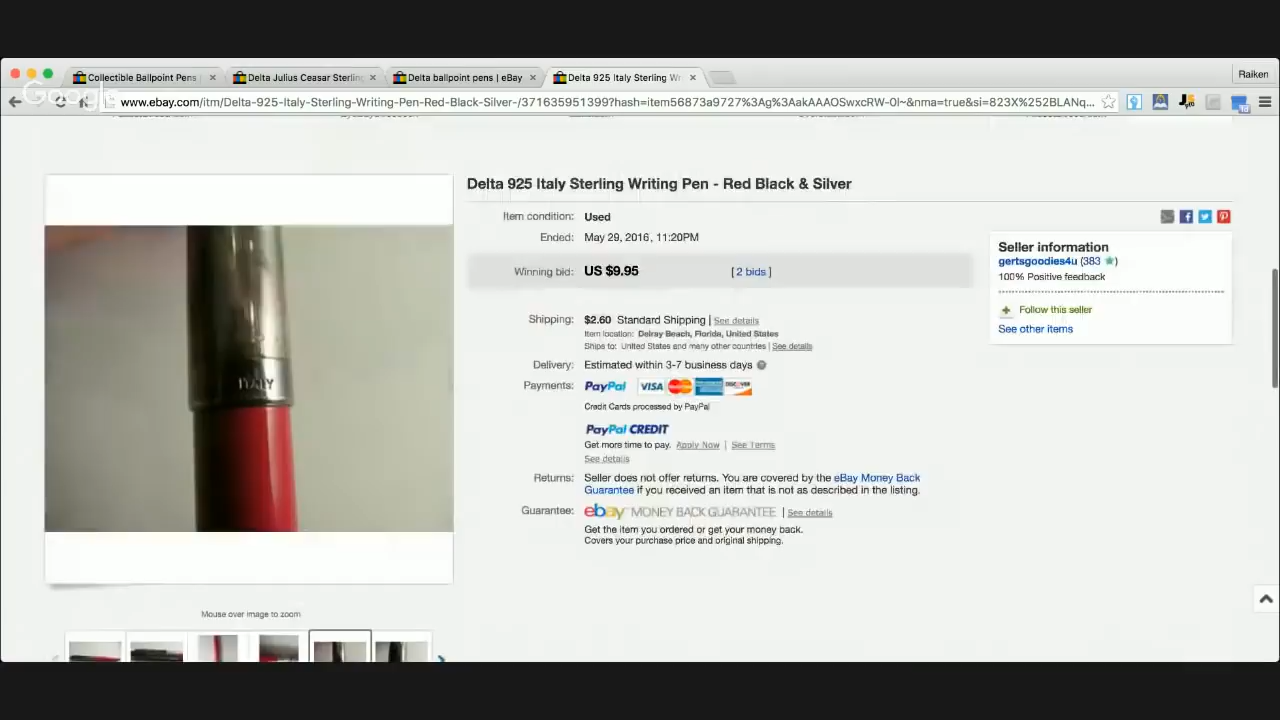 Collectible Ballpoint Pens
Delta Julius Ceasar Sterling
Delta ballpoint pens | eBay
Delta 925 Italy Sterling Wr
Raiken
Google
www.ebay.com/itm/Delta-925-Italy-Sterling-Writing-Pen-Red-Black-Silver-/371635951399?hash=item56873a9727%3Ag%3AakAAAOSwxcRW-0I~&nma=true&si=823X%252BLANq...
Delta 925 Italy Sterling Writing Pen - Red Black & Silver
Item condition: Used
Ended: May 29, 2016, 11:20PM
Winning bid: US $9.95 [ 2 bids ]
Shipping: $2.60 Standard Shipping | See details
Item location: Delray Beach, Florida, United States
Ships to: United States and many other countries | See details
Delivery: Estimated within 3-7 business days
Payments: PayPal VISA MasterCard DISCOVER
Credit Cards processed by PayPal
PayPal CREDIT
Get more time to pay. Apply Now | See Terms
See details
Returns: Seller does not offer returns. You are covered by the eBay Money Back
Guarantee if you received an item that is not as described in the listing.
Guarantee: ebay MONEY BACK GUARANTEE | See details
Get the item you ordered or get your money back.
Covers your purchase price and original shipping.
Seller information
gertsgoodies4u (383)
100% Positive feedback
Follow this seller
See other items
ITALY
Mouse over image to zoom